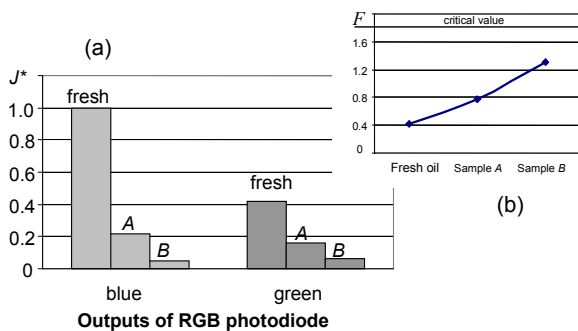 (a)
J*
fresh
1.0
0.8
0.6
0.4
0.2
0
A
B
fresh
A
B
blue green
Outputs of RGB photodiode
F
critical value
1.6
1.2
0.8
0.4
0
Fresh oil Sample A Sample B
(b)